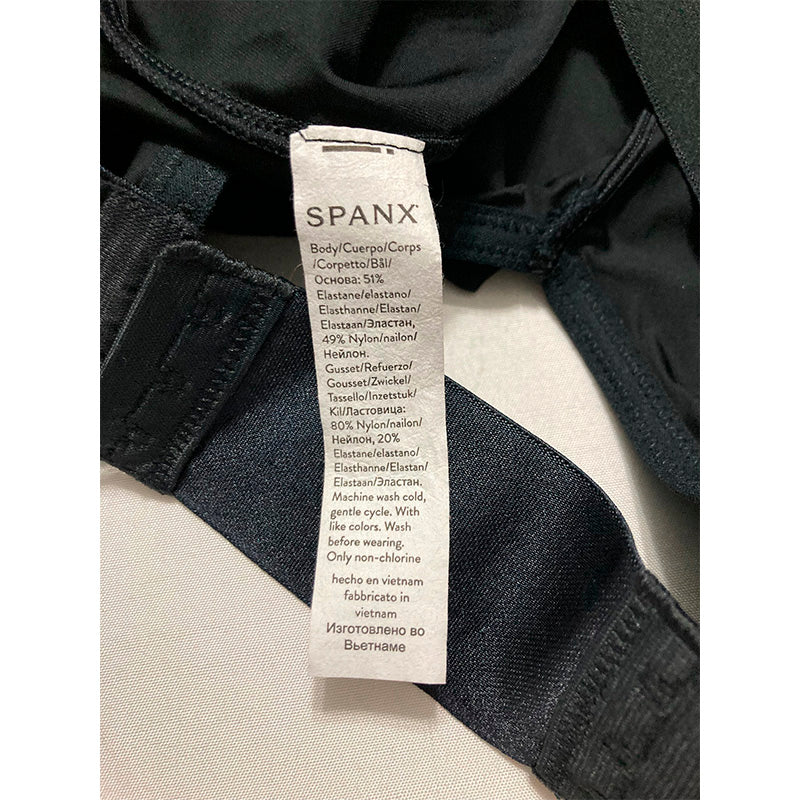 SPANX
Body/Cuerpo/Corps
/Corpetto/Bål/
Основа: 51%
Elastane/elastano/
Elasthanne/Elastan/
Elastaan/Эластан,
49% Nylon/nailon/
Нейлон.
Gusset/Refuerzo/
Gousset/Zwickel/
Tassello/Inzetstuk/
Kil/Ластовица:
80% Nylon/nailon/
Нейлон, 20%
Elastane/elastano/
Elasthanne/Elastan/
Elastaan/Эластан.
Machine wash cold,
gentle cycle. With
like colors. Wash
before wearing.
Only non-chlorine
hecho en vietnam
fabbricato in
vietnam
Изготовлено во
Вьетнаме